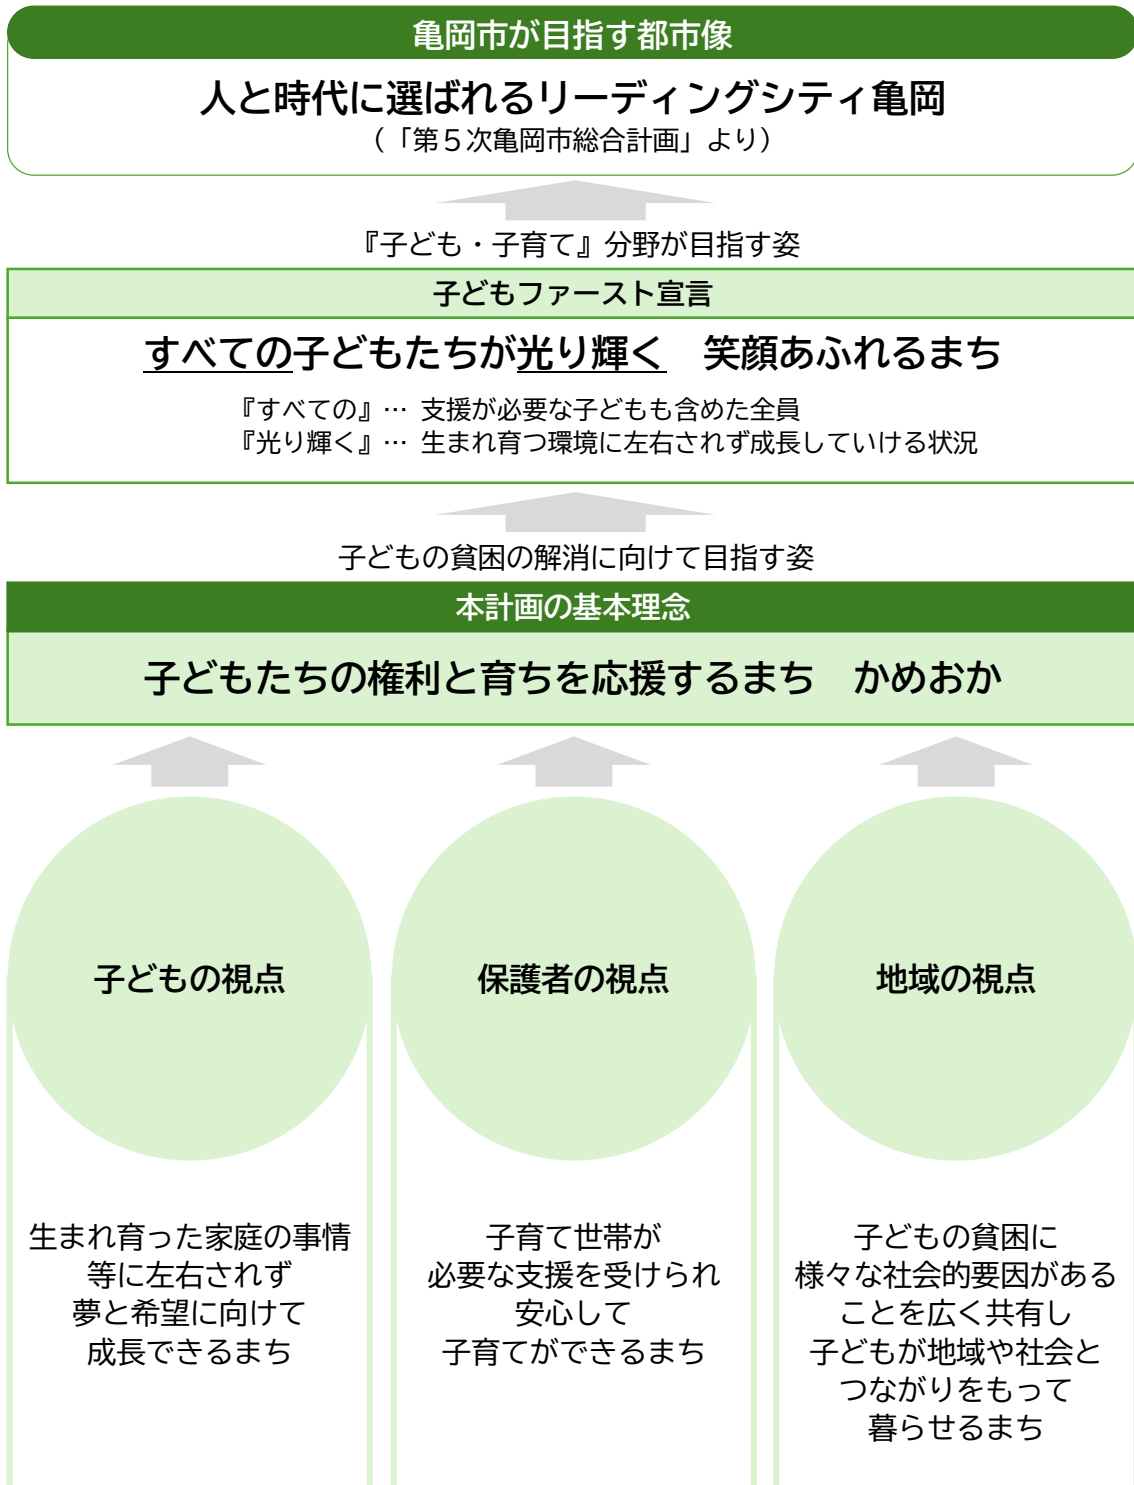 亀岡市が目指す都市像
人と時代に選ばれるリーディングシティ亀岡
（「第５次亀岡市総合計画」より）
『子ども・子育て』分野が目指す姿
子どもファースト宣言
すべての子どもたちが光り輝く　笑顔あふれるまち
『すべての』… 支援が必要な子どもも含めた全員
『光り輝く』… 生まれ育つ環境に左右されず成長していける状況
子どもの貧困の解消に向けて目指す姿
本計画の基本理念
子どもたちの権利と育ちを応援するまち　かめおか
子どもの視点
生まれ育った家庭の事情
等に左右されず
夢と希望に向けて
成長できるまち
保護者の視点
子育て世帯が
必要な支援を受けられ
安心して
子育てができるまち
地域の視点
子どもの貧困に
様々な社会的要因がある
ことを広く共有し
子どもが地域や社会と
つながりをもって
暮らせるまち